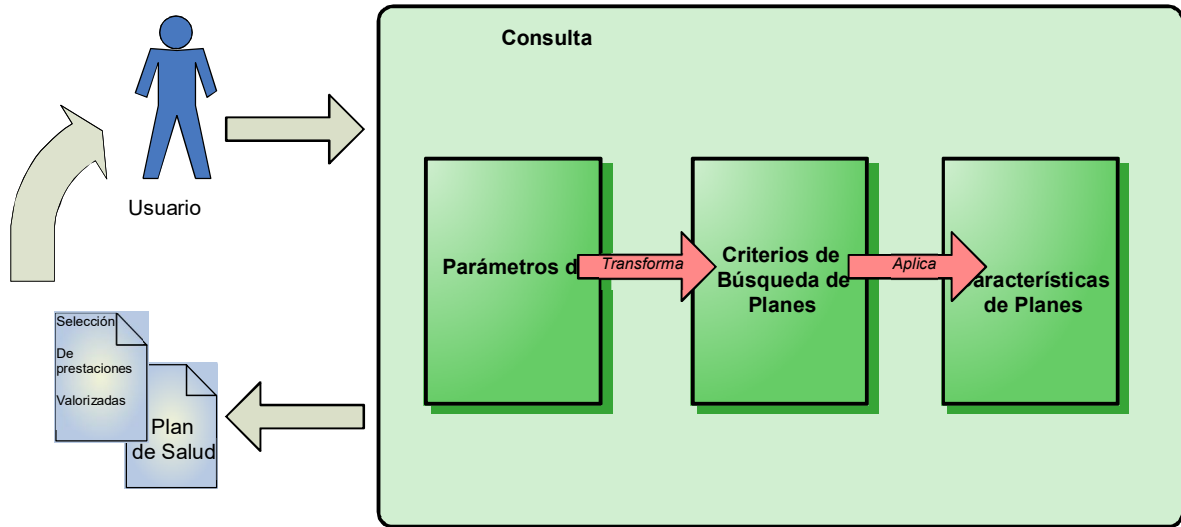 Consulta
Usuario
Parámetros d
Transforma
Criterios de
Búsqueda de
Planes
Aplica
aracterísticas
de Planes
Selección
De
prestaciones
Valorizadas
Plan
de Salud